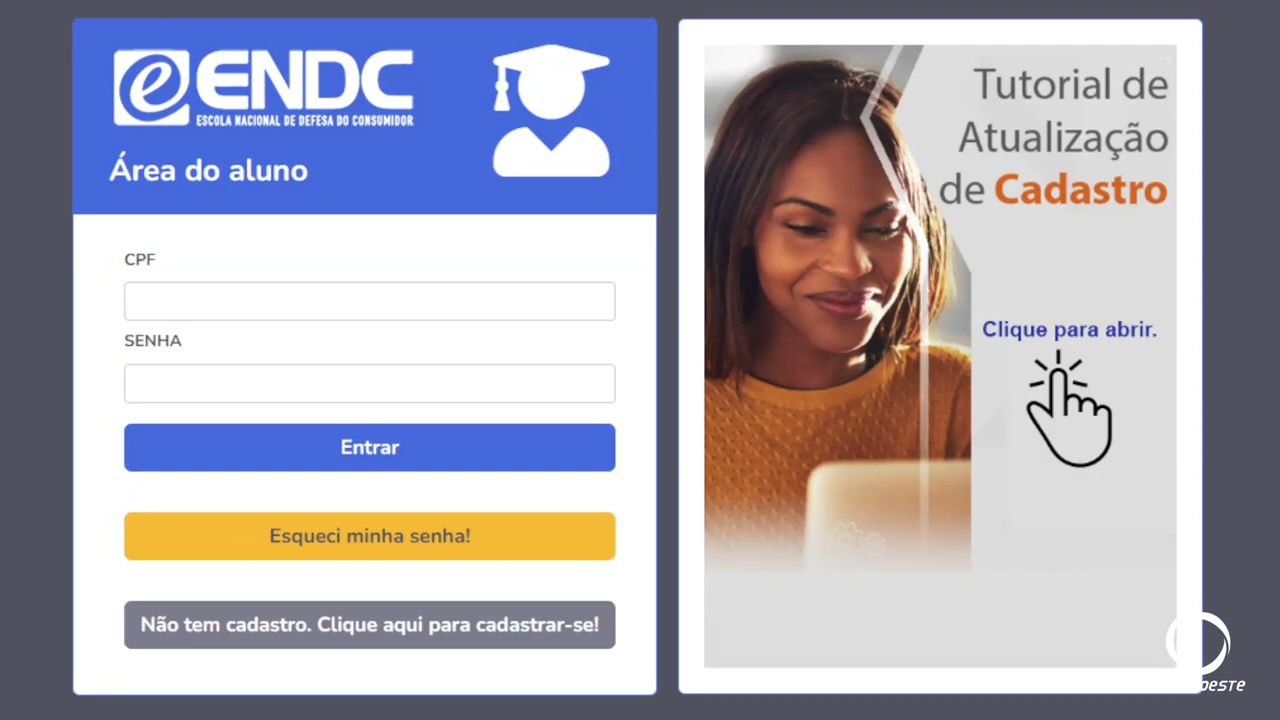 ENDC
ESCOLA NACIONAL DE DEFESA DO CONSUMIDOR
Área do aluno
CPF
SENHA
Entrar
Esqueci minha senha!
Não tem cadastro. Clique aqui para cadastrar-se!
Tutorial de
Atualização
de Cadastro
Clique para abrir.